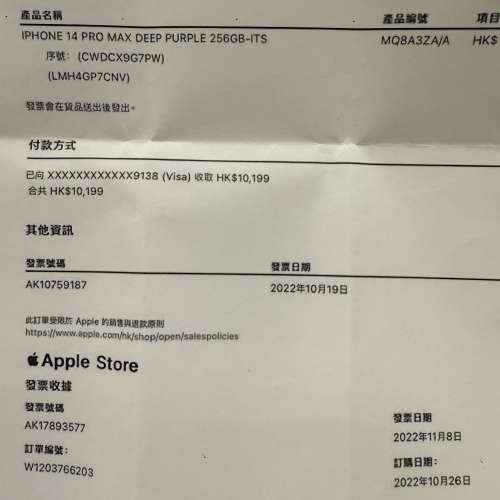 產品名稱 產品編號 項目
IPHONE 14 PRO MAX DEEP PURPLE 256GB-ITS MQ8A3ZA/A HK$
序號： (CWDCX9G7PW)
(LMH4GP7CNV)
發票會在貨品送出後發出。
付款方式
已向 XXXXXXXXXXXX9138 (Visa) 收取 HK$10,199
合共 HK$10,199
其他資訊
發票號碼 發票日期
AK10759187 2022年10月19日
此訂單受限於 Apple 的銷售與退款原則
https://www.apple.com/hk/shop/open/salespolicies
Apple Store
發票收據
發票號碼 發票日期
AK17893577 2022年11月8日
訂單編號： 訂購日期：
W1203766203 2022年10月26日